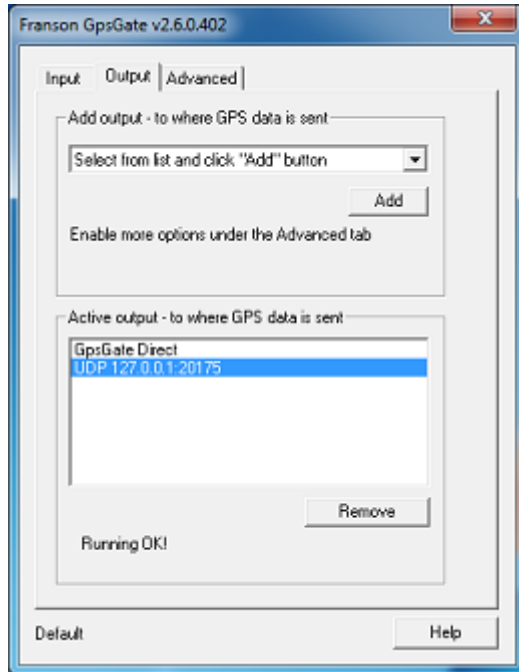 Franson GpsGate v2.6.0.402
Input Output Advanced
Add output - to where GPS data is sent
Select from list and click "Add" button
Add
Enable more options under the Advanced tab
Active output - to where GPS data is sent
GpsGate Direct
UDP 127.0.0.1:20175
Remove
Running OK!
Default Help